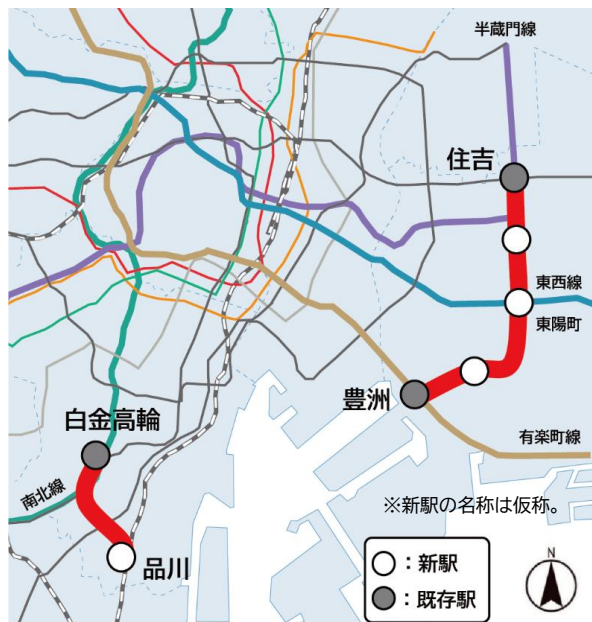 半蔵門線
住吉
東西線
東陽町
豊洲
白金高輪
有楽町線
南北線
※新駅の名称は仮称。
品川
○：新駅
●：既存駅
N